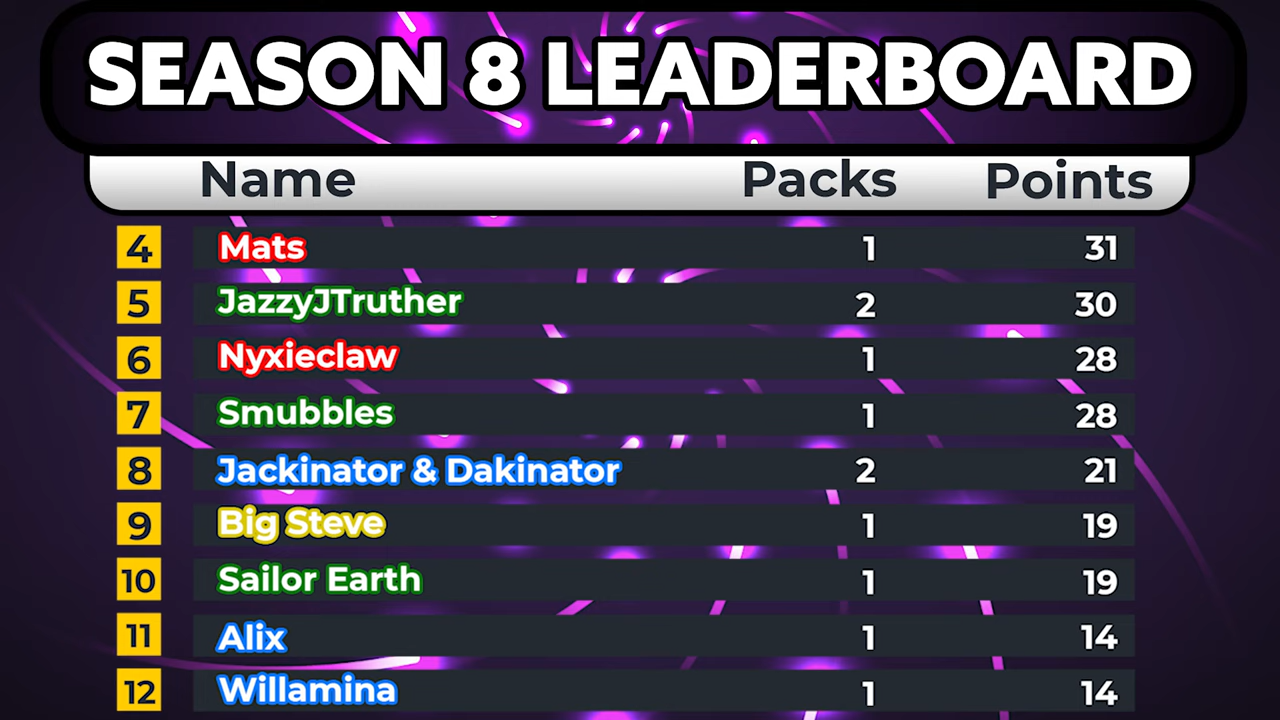 SEASON 8 LEADERBOARD
Name Packs Points
4 Mats 1 31
5 JazzyJTruther 2 30
6 Nyxieclaw 1 28
7 Smubbles 1 28
8 Jackinator & Dakinator 2 21
9 Big Steve 1 19
10 Sailor Earth 1 19
11 Alix 1 14
12 Willamina 1 14